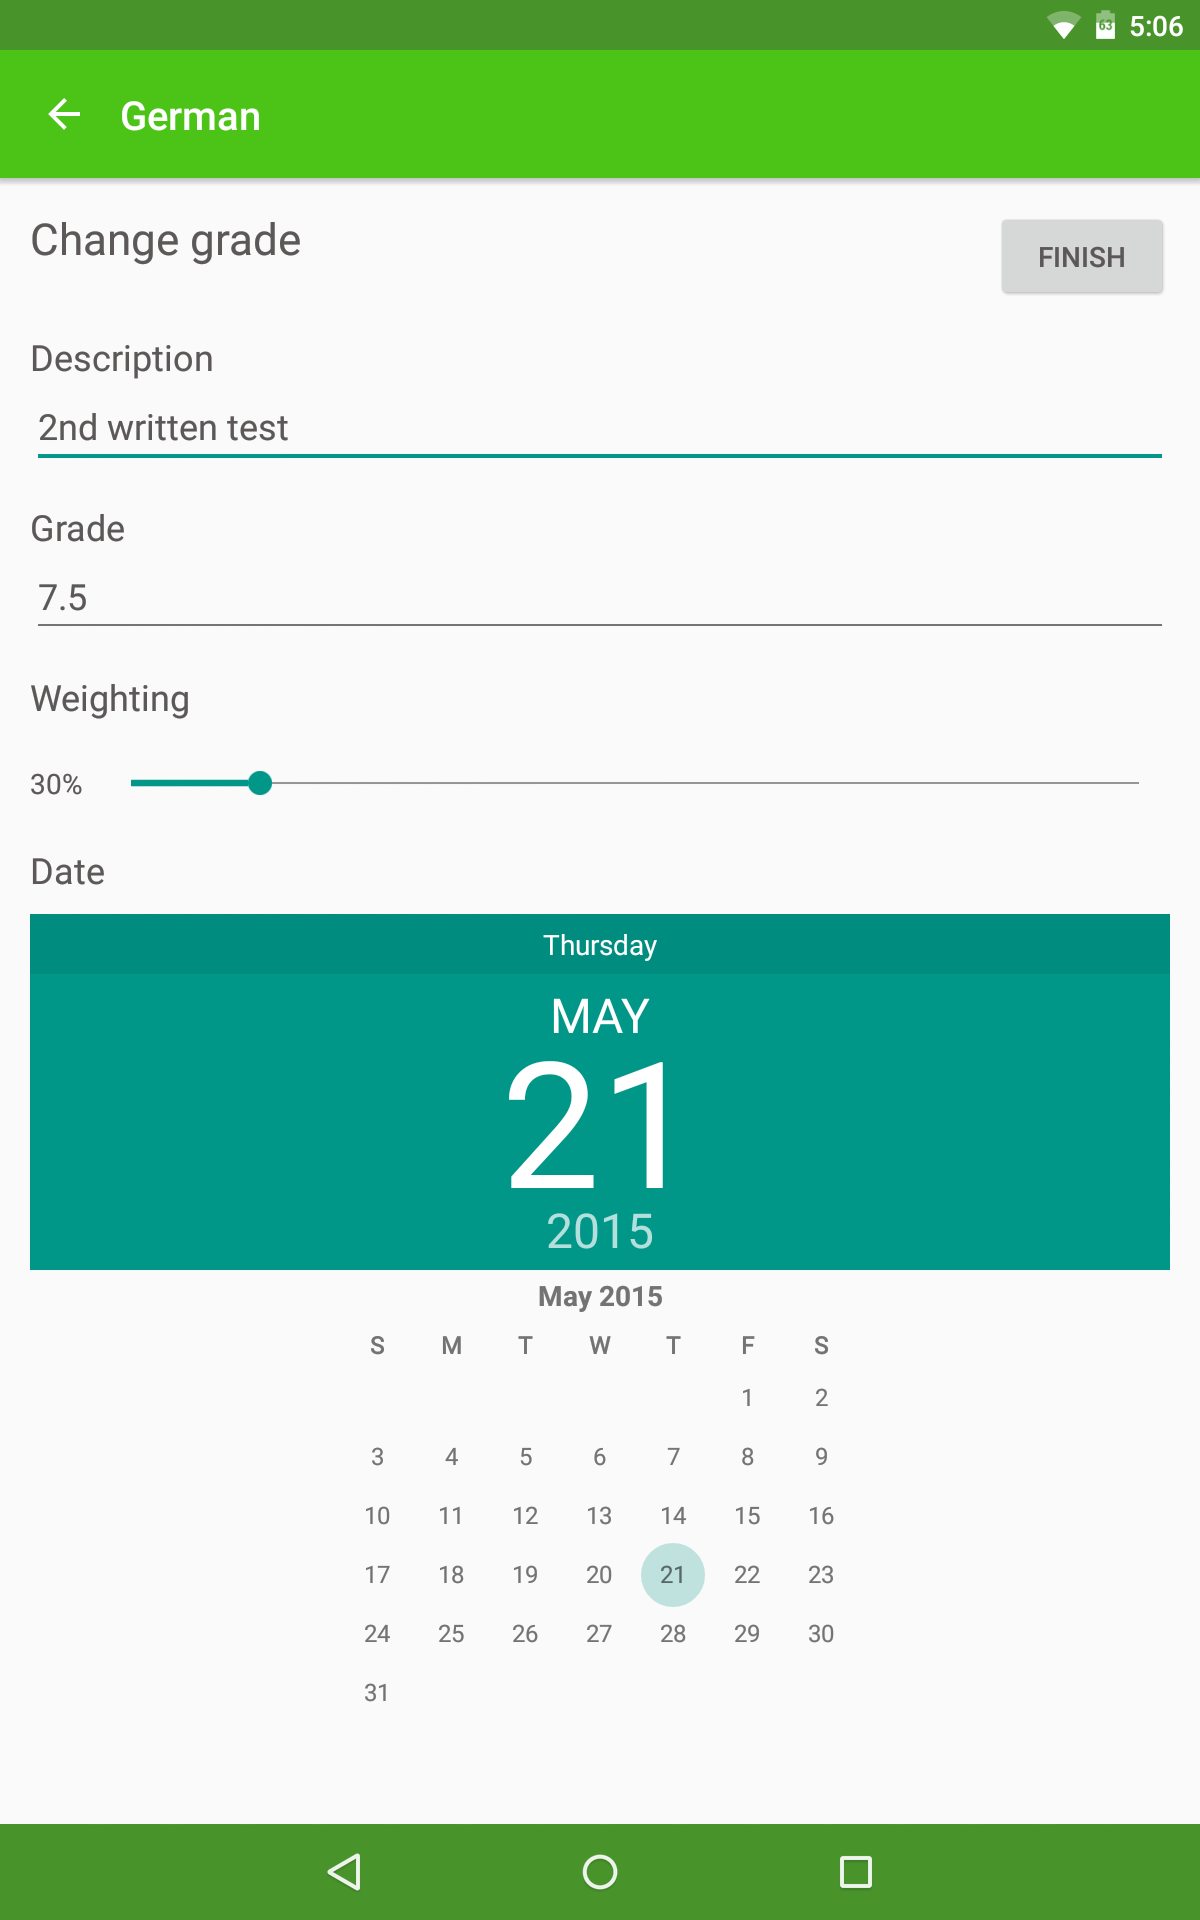 63 5:06
German
Change grade
FINISH
Description
2nd written test
Grade
7.5
Weighting
30%
Date
Thursday
MAY
21
2015
May 2015
S M T W T F S
1 2
3 4 5 6 7 8 9
10 11 12 13 14 15 16
17 18 19 20 21 22 23
24 25 26 27 28 29 30
31